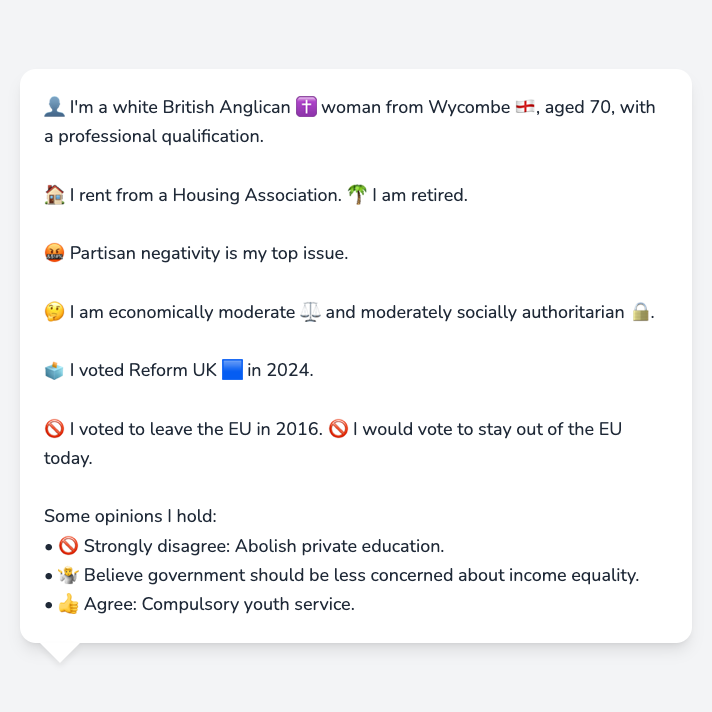 👤 I'm a white British Anglican ✝️ woman from Wycombe 🏴󠁧󠁢󠁥󠁮󠁧󠁿, aged 70, with
a professional qualification.
🏠 I rent from a Housing Association. 🌴 I am retired.
🤬 Partisan negativity is my top issue.
🤔 I am economically moderate ⚖️ and moderately socially authoritarian 🔒.
🗳️ I voted Reform UK 🟦 in 2024.
🚫 I voted to leave the EU in 2016. 🚫 I would vote to stay out of the EU
today.
Some opinions I hold:
• 🚫 Strongly disagree: Abolish private education.
• 🤷 Believe government should be less concerned about income equality.
• 👍 Agree: Compulsory youth service.